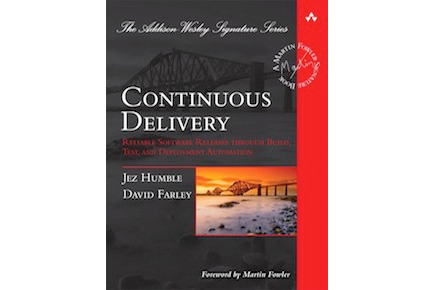 The Addison Wesley Signature Series
A MARTIN FOWLER SIGNATURE BOOK
Martin
CONTINUOUS
DELIVERY
RELIABLE SOFTWARE RELEASES THROUGH BUILD,
TEST, AND DEPLOYMENT AUTOMATION
JEZ HUMBLE
DAVID FARLEY
Foreword by Martin Fowler